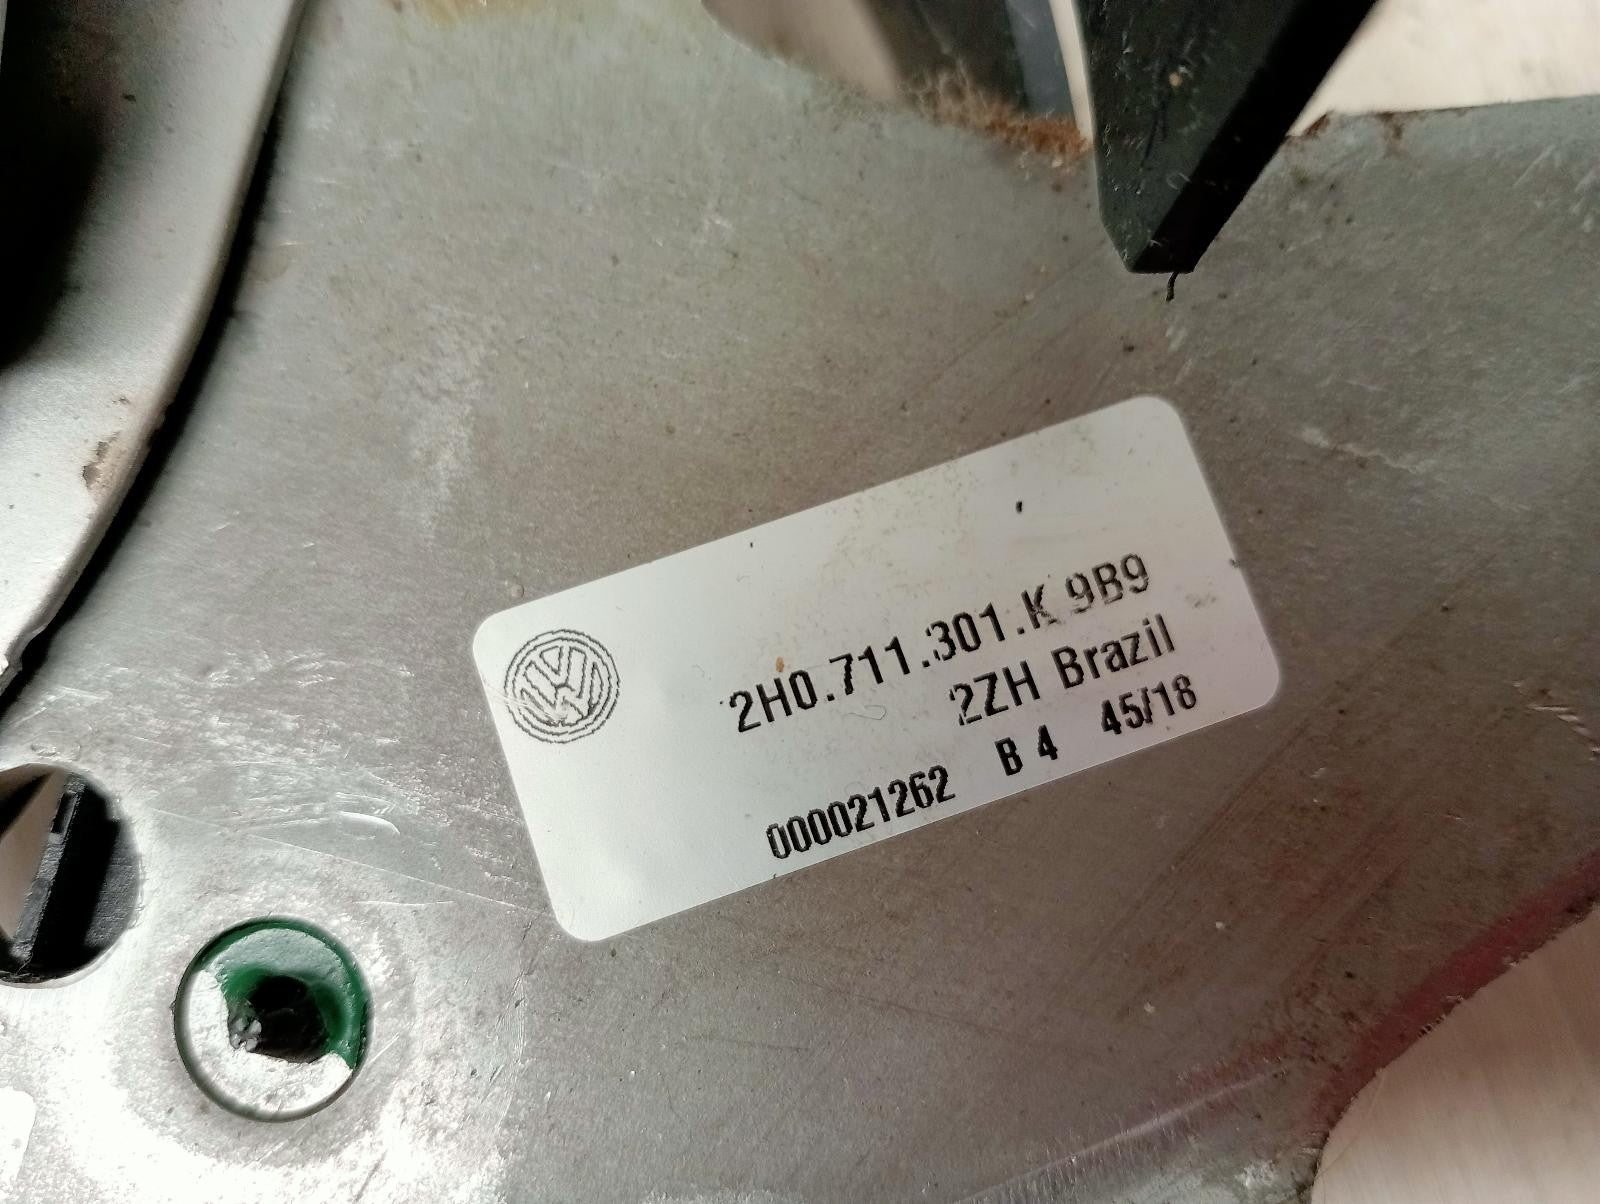 2H0.711.301.K 9B9
2ZH Brazil
000021262 B 4 45/18